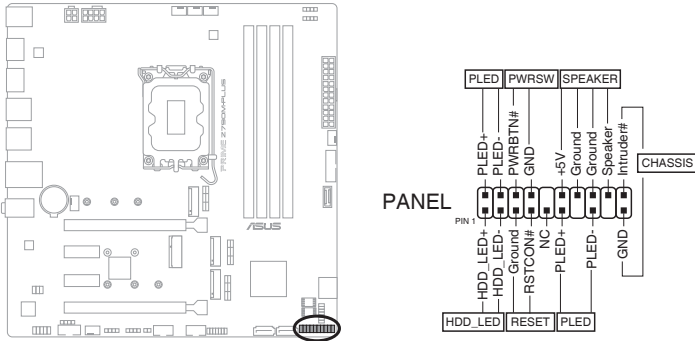 PRIME Z790M-PLUS
/SUS
PANEL
PIN 1
PLED
PWRSW
SPEAKER
PLED+
PLED-
PWRBTN#
GND
+5V
Ground
Ground
Speaker
Intruder#
CHASSIS
HDD_LED+
HDD_LED-
Ground
RSTCON#
NC
PLED+
PLED-
GND
HDD_LED
RESET
PLED